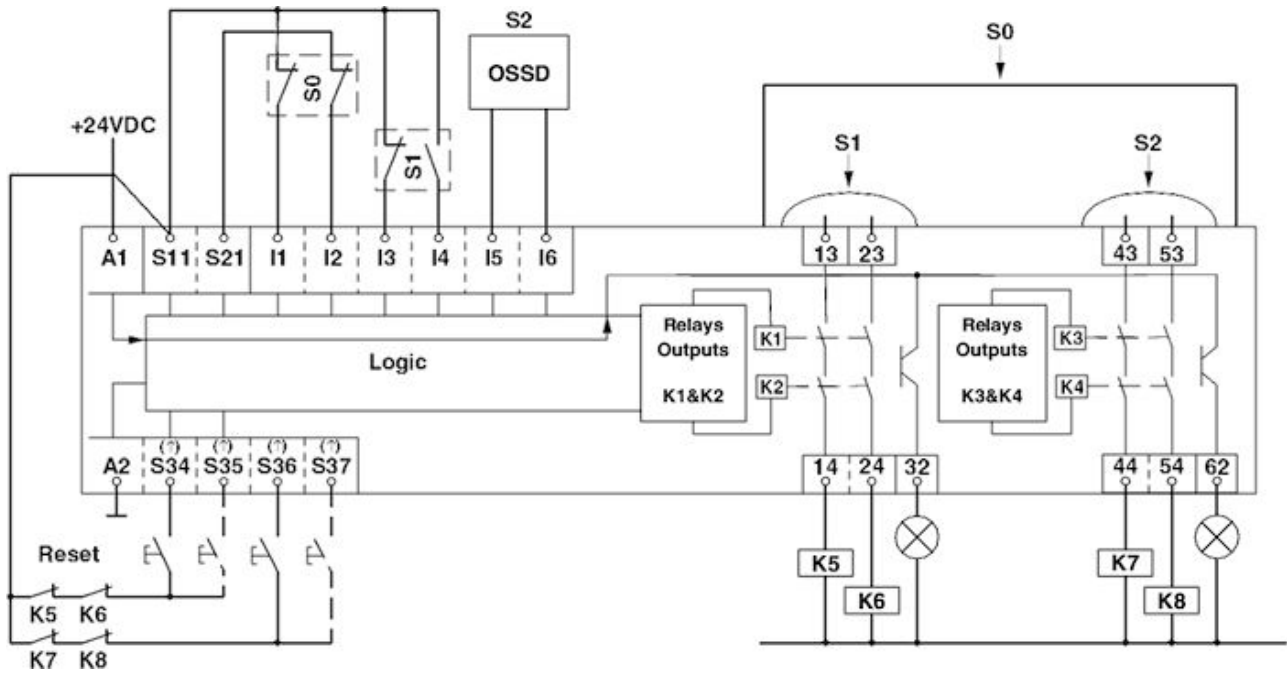 S2
OSSD
S0
S1
+24VDC
S0
S1
S2
A1 S11 S21 I1 I2 I3 I4 I5 I6
13 23
43 53
Logic
Relays
Outputs
K1&K2
K1
K2
Relays
Outputs
K3&K4
K3
K4
(↑) (↑) (↑) (↑)
A2 S34 S35 S36 S37
14 24 32
44 54 62
Reset
K5 K6
K7 K8
K5
K6
K7
K8